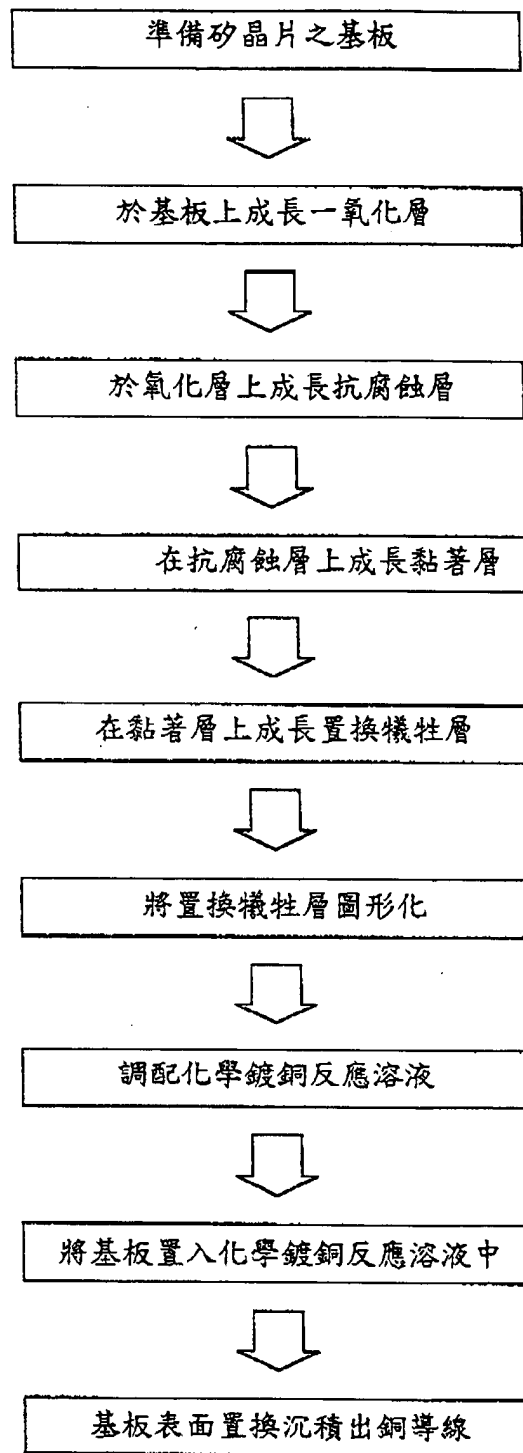 準備矽晶片之基板
於基板上成長一氧化層
於氧化層上成長抗腐蝕層
在抗腐蝕層上成長黏著層
在黏著層上成長置換犧牲層
將置換犧牲層圖形化
調配化學鍍銅反應溶液
將基板置入化學鍍銅反應溶液中
基板表面置換沉積出銅導線